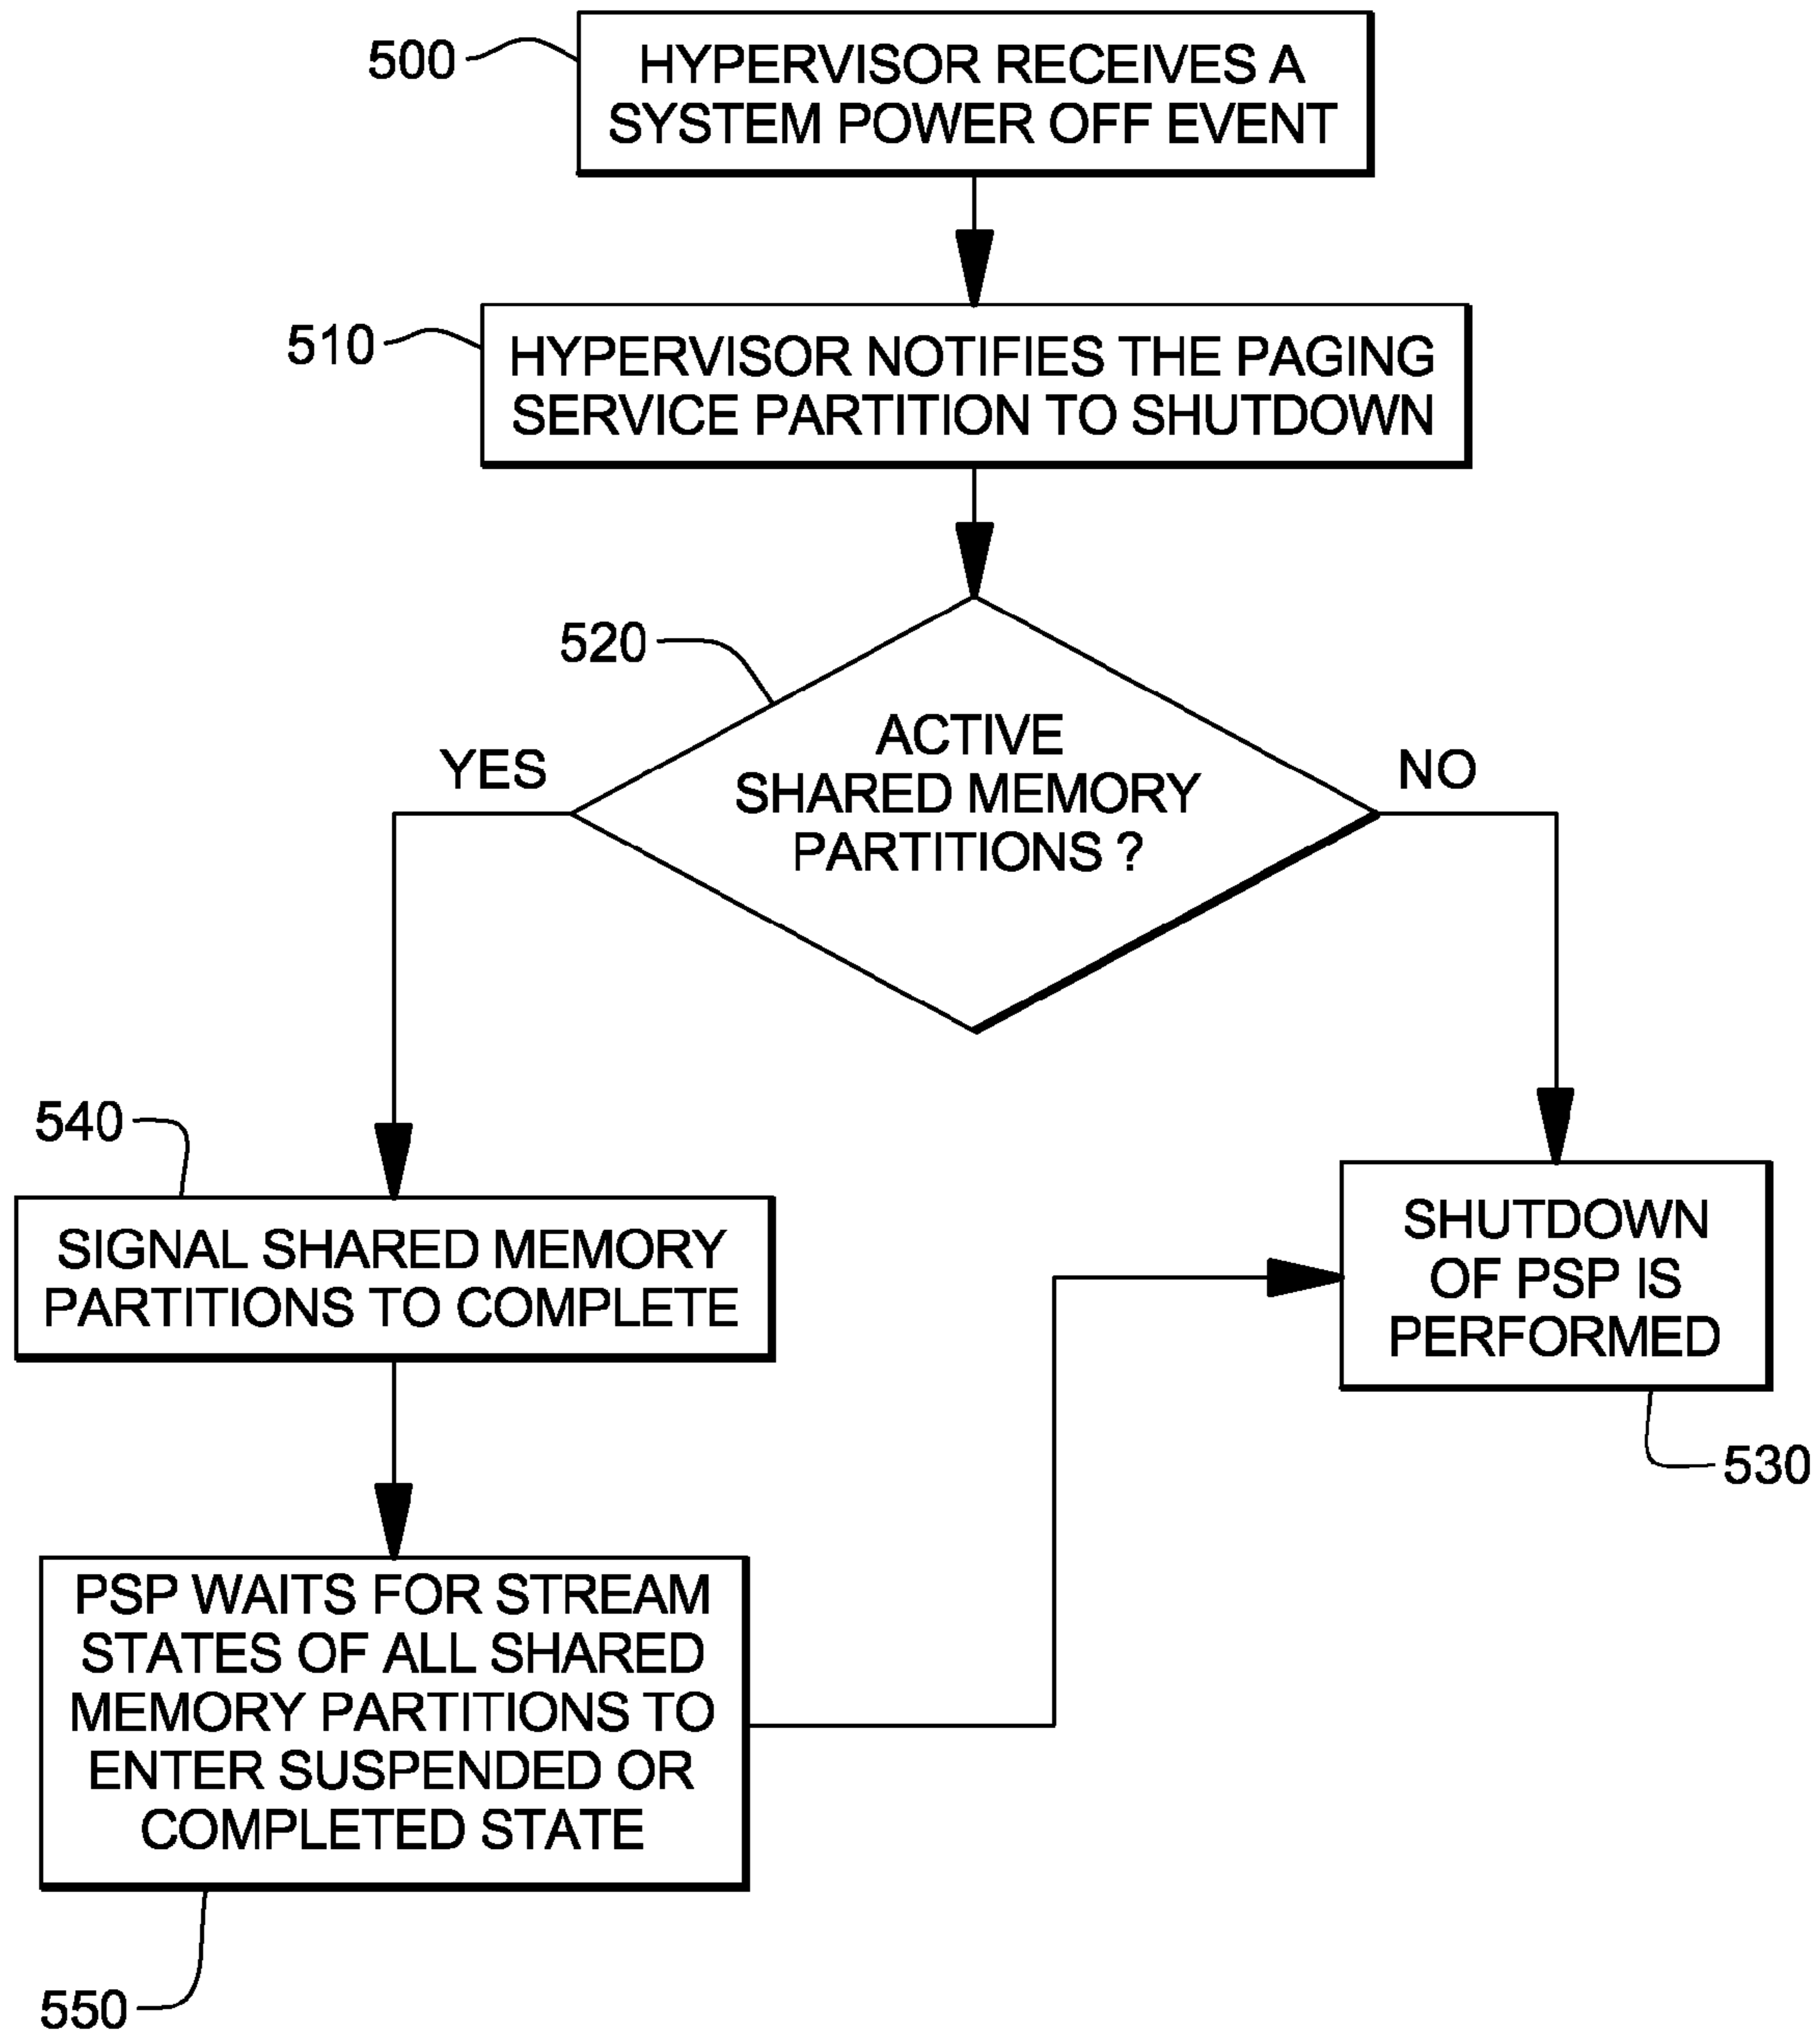 500
HYPERVISOR RECEIVES A
SYSTEM POWER OFF EVENT
510
HYPERVISOR NOTIFIES THE PAGING
SERVICE PARTITION TO SHUTDOWN
520
ACTIVE
SHARED MEMORY
PARTITIONS ?
YES
NO
540
SIGNAL SHARED MEMORY
PARTITIONS TO COMPLETE
SHUTDOWN
OF PSP IS
PERFORMED
530
PSP WAITS FOR STREAM
STATES OF ALL SHARED
MEMORY PARTITIONS TO
ENTER SUSPENDED OR
COMPLETED STATE
550